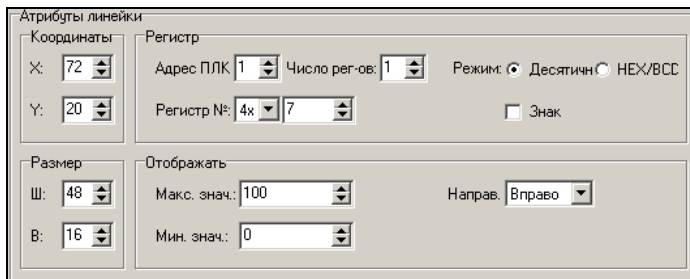 Атрибуты линейки
Координаты
X: 72
Y: 20
Регистр
Адрес ПЛК 1 Число рег-ов: 1 Режим: Десятичн HEX/BCD
Регистр №: 4x 7 Знак
Размер
Ш: 48
В: 16
Отображать
Макс. знач.: 100 Направ. Вправо
Мин. знач.: 0